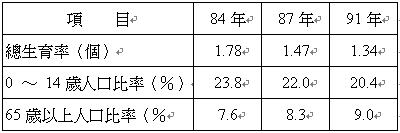 項　　目 84 年 87 年 91 年
總生育率（個） 1.78 1.47 1.34
0 ～ 14 歲人口比率（％） 23.8 22.0 20.4
65 歲以上人口比率（％ 7.6 8.3 9.0